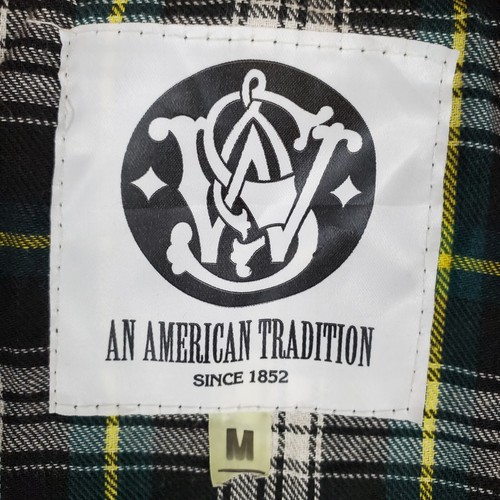 S&W
AN AMERICAN TRADITION
SINCE 1852
M